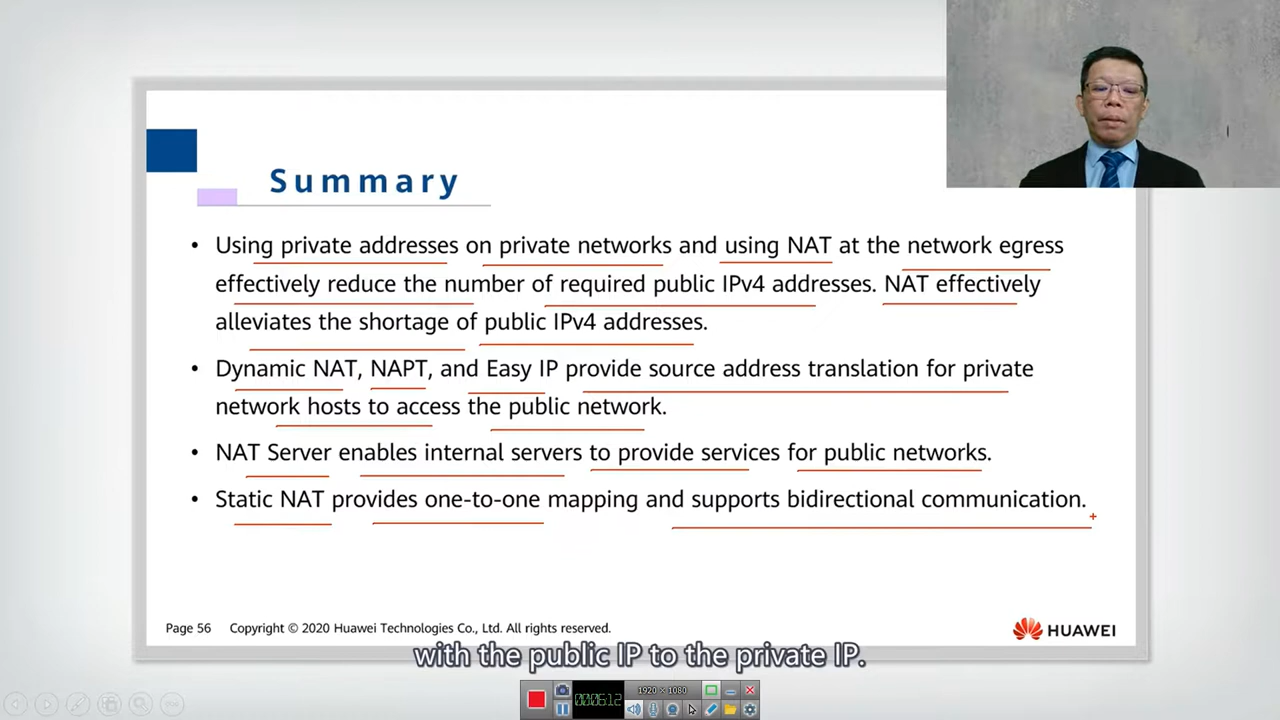 Summary
• Using private addresses on private networks and using NAT at the network egress
effectively reduce the number of required public IPv4 addresses. NAT effectively
alleviates the shortage of public IPv4 addresses.
• Dynamic NAT, NAPT, and Easy IP provide source address translation for private
network hosts to access the public network.
• NAT Server enables internal servers to provide services for public networks.
• Static NAT provides one-to-one mapping and supports bidirectional communication.
Page 56 Copyright © 2020 Huawei Technologies Co., Ltd. All rights reserved.
HUAWEI
with the public IP to the private IP.
1920 × 1080